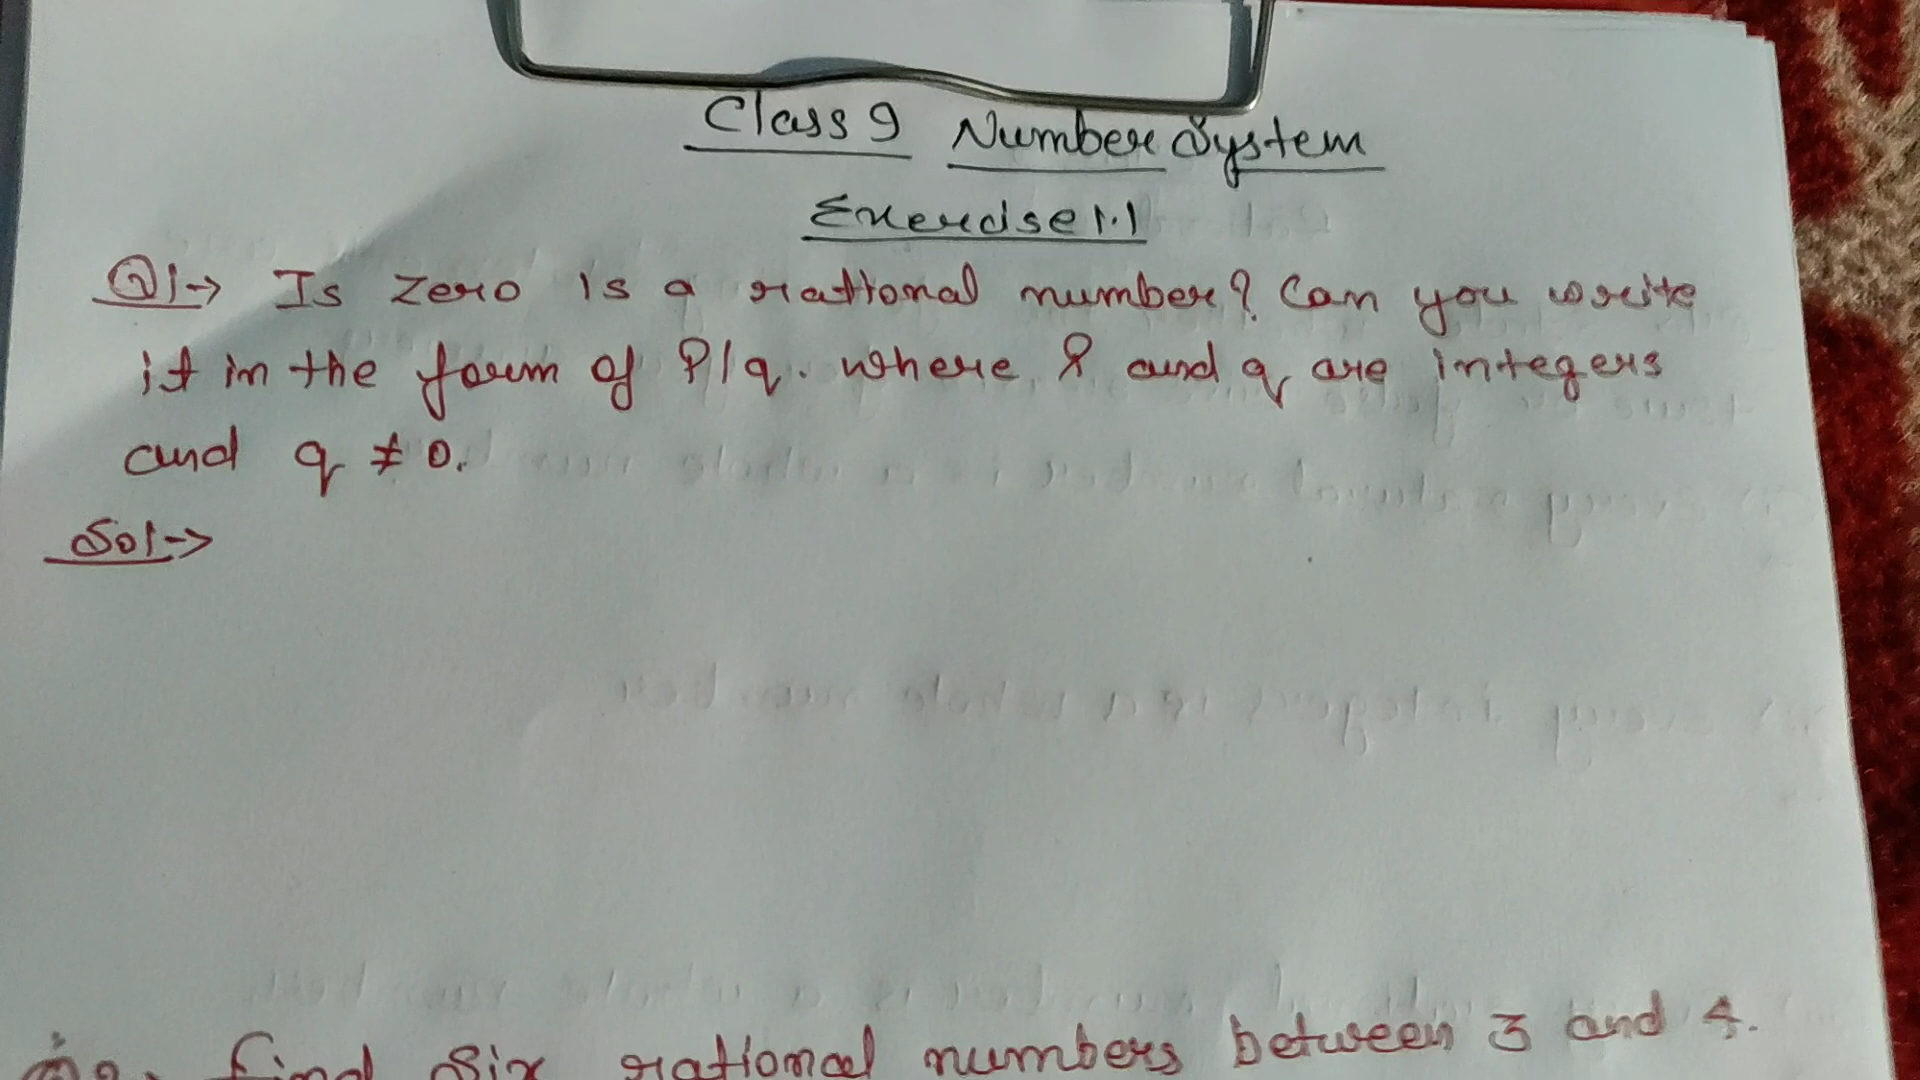 Class 9 Number System
Exercise 1.1
Q1→ Is zero is a rational number? Can you write
it in the form of P/q. where P and q are integers
and q ≠ 0.
Sol→
find six rational numbers between 3 and 4.